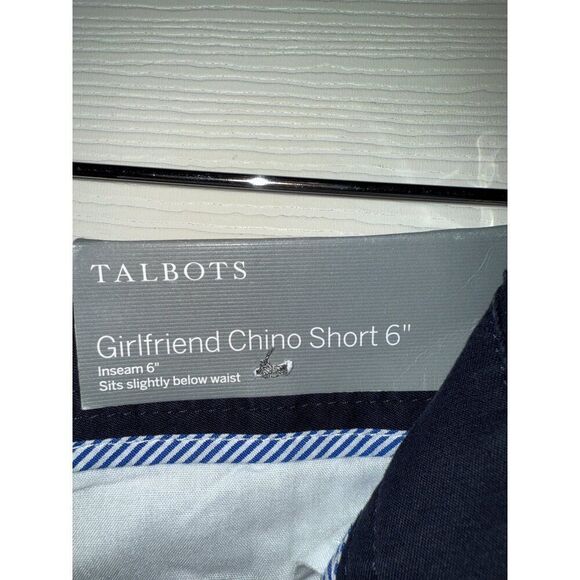 TALBOTS
Girlfriend Chino Short 6"
Inseam 6"
Sits slightly below waist